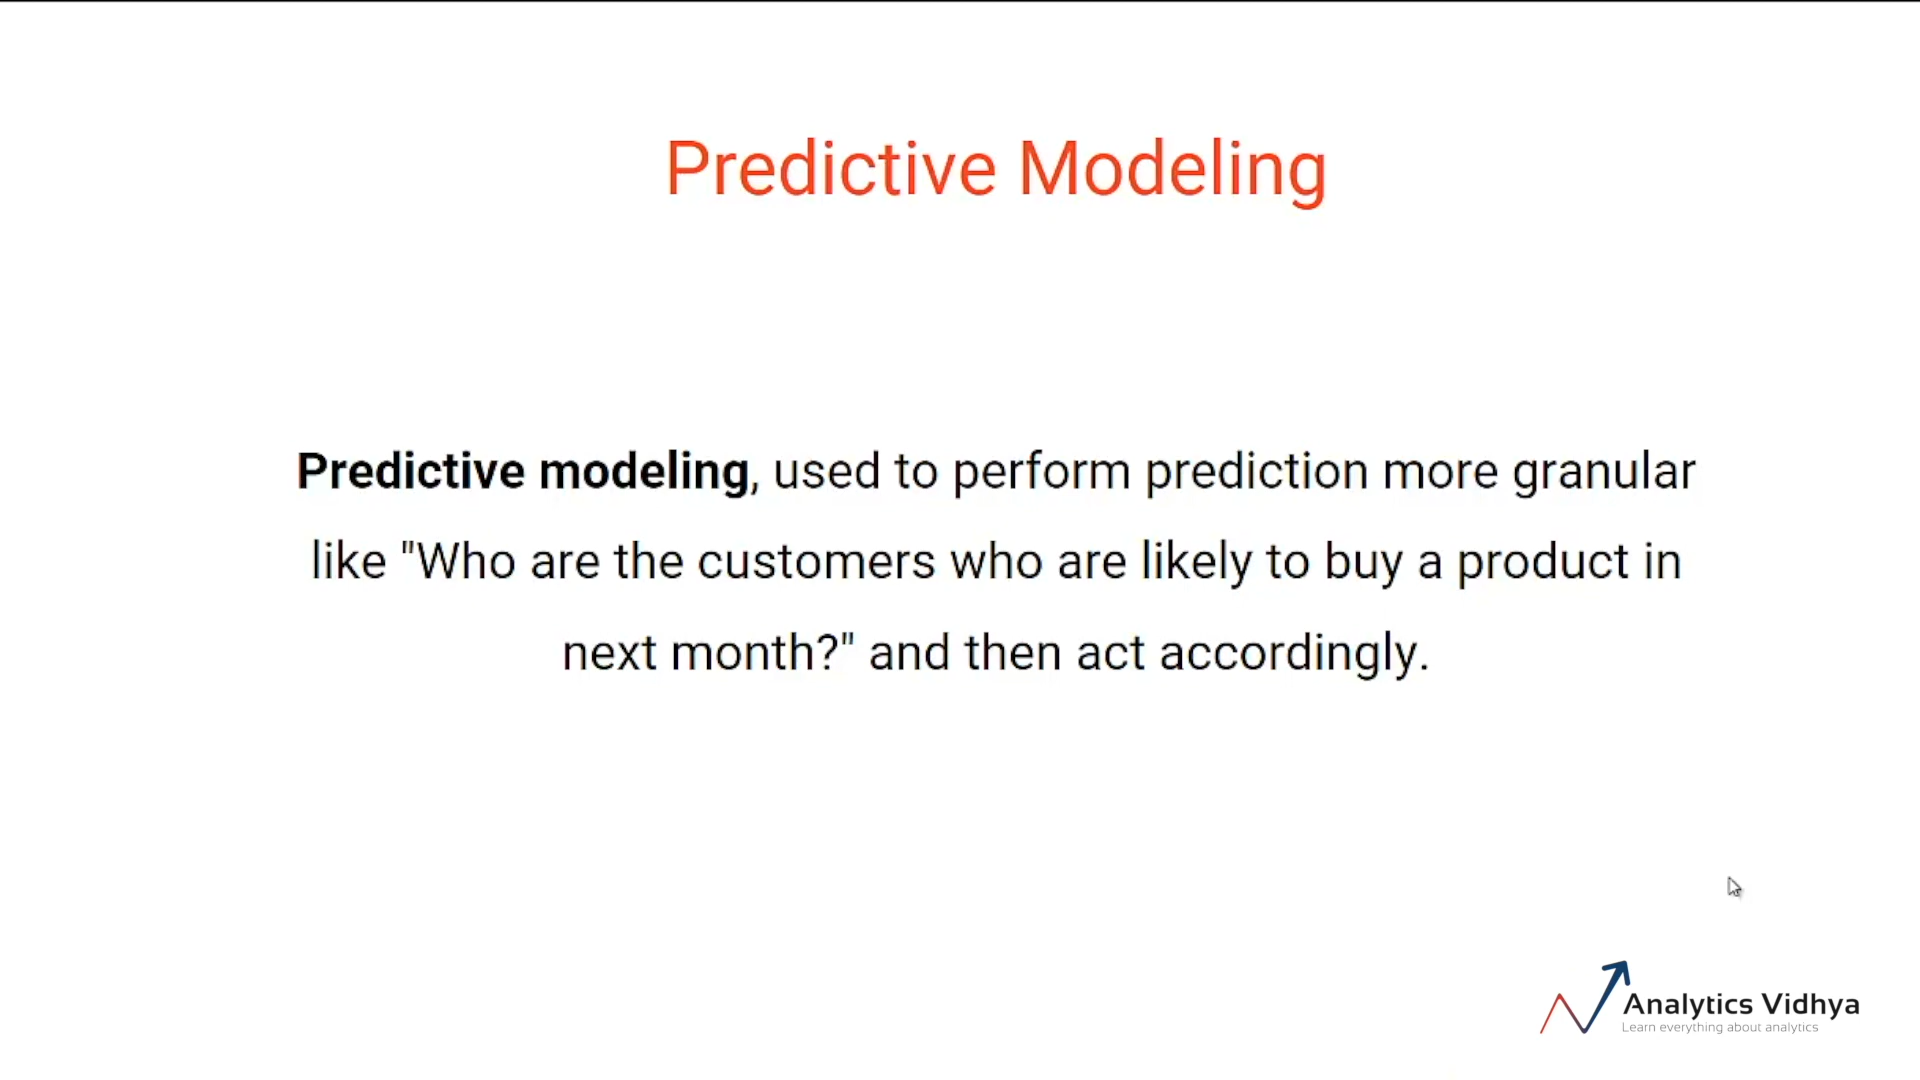 Predictive Modeling
Predictive modeling, used to perform prediction more granular
like "Who are the customers who are likely to buy a product in
next month?" and then act accordingly.
Analytics Vidhya
Learn everything about analytics